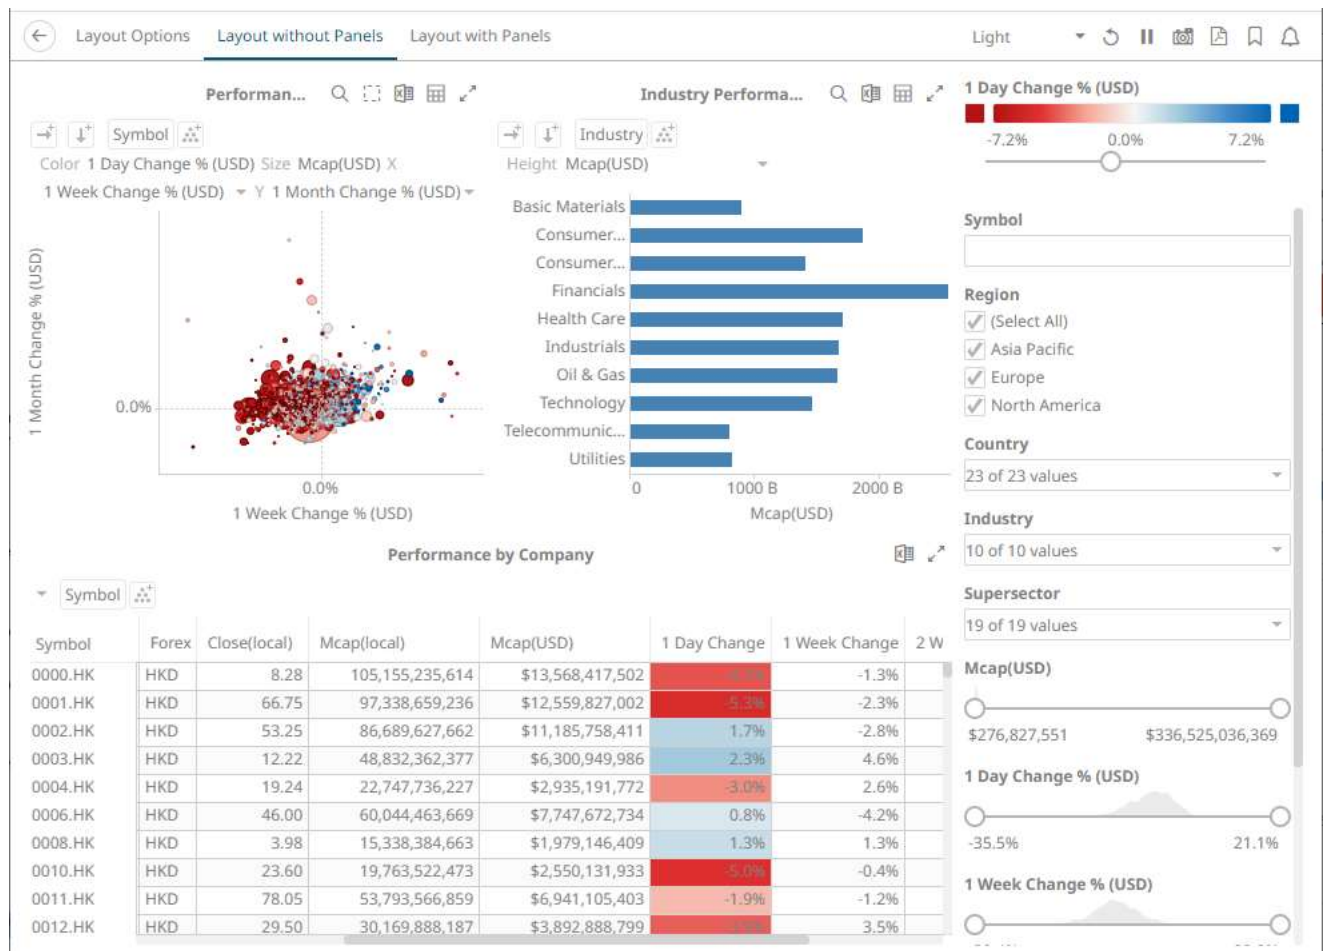 Layout Options Layout without Panels Layout with Panels Light
Performan...
Symbol
Color 1 Day Change % (USD) Size Mcap(USD) X
1 Week Change % (USD) Y 1 Month Change % (USD)
1 Month Change % (USD)
0.0%
0.0%
1 Week Change % (USD)
Industry Performa...
Industry
Height Mcap(USD)
Basic Materials
Consumer...
Consumer...
Financials
Health Care
Industrials
Oil & Gas
Technology
Telecommunic...
Utilities
0 1000 B 2000 B
Mcap(USD)
Performance by Company
Symbol
Symbol Forex Close(local) Mcap(local) Mcap(USD) 1 Day Change 1 Week Change 2 W
0000.HK HKD 8.28 105,155,235,614 $13,568,417,502 -1.3%
0001.HK HKD 66.75 97,338,659,236 $12,559,827,002 -5.3% -2.3%
0002.HK HKD 53.25 86,689,627,662 $11,185,758,411 1.7% -2.8%
0003.HK HKD 12.22 48,832,362,377 $6,300,949,986 2.3% 4.6%
0004.HK HKD 19.24 22,747,736,227 $2,935,191,772 -3.0% 2.6%
0006.HK HKD 46.00 60,044,463,669 $7,747,672,734 0.8% -4.2%
0008.HK HKD 3.98 15,338,384,663 $1,979,146,409 1.3% 1.3%
0010.HK HKD 23.60 19,763,522,473 $2,550,131,933 -5.0% -0.4%
0011.HK HKD 78.05 53,793,566,859 $6,941,105,403 -1.9% -1.2%
0012.HK HKD 29.50 30,169,888,187 $3,892,888,799 3.5%
1 Day Change % (USD)
-7.2% 0.0% 7.2%
Symbol
Region
(Select All)
Asia Pacific
Europe
North America
Country
23 of 23 values
Industry
10 of 10 values
Supersector
19 of 19 values
Mcap(USD)
$276,827,551 $336,525,036,369
1 Day Change % (USD)
-35.5% 21.1%
1 Week Change % (USD)